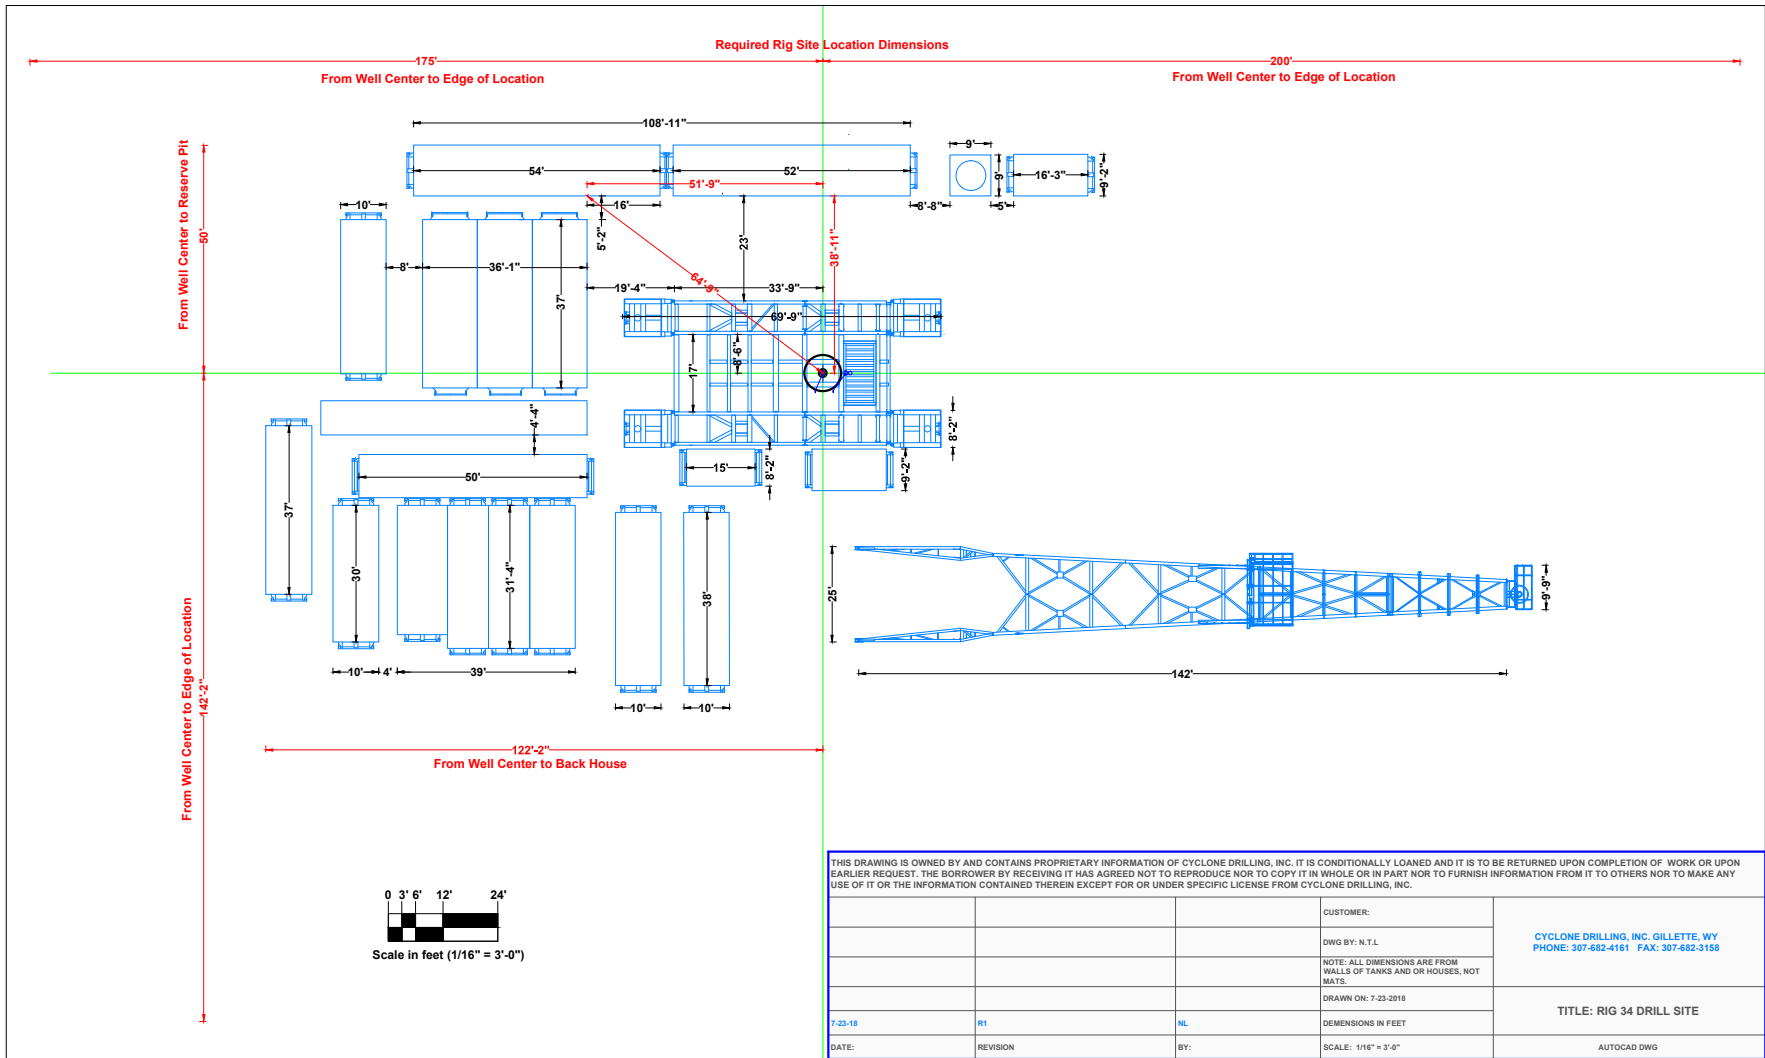 Required Rig Site Location Dimensions
175'
200'
From Well Center to Edge of Location
From Well Center to Edge of Location
108'-11"
From Well Center to Reserve Pit
50'
54'
52'
51'-9"
16'
9'
9'
16'-3"
9'-2"
8'-8"
5'
10'
5'-2"
23'
38'-11"
8'
36'-1"
37'
64'-9"
19'-4"
33'-9"
69'-9"
8'-6"
17'
4'-4"
8'-2"
15'
8'-2"
9'-2"
50'
37'
30'
31'-4"
38'
25'
9'-9"
10'
4'
39'
142'
10'
10'
From Well Center to Edge of Location
142'-2"
122'-2"
From Well Center to Back House
0 3' 6' 12' 24'
Scale in feet (1/16" = 3'-0")
THIS DRAWING IS OWNED BY AND CONTAINS PROPRIETARY INFORMATION OF CYCLONE DRILLING, INC. IT IS CONDITIONALLY LOANED AND IT IS TO BE RETURNED UPON COMPLETION OF WORK OR UPON
EARLIER REQUEST. THE BORROWER BY RECEIVING IT HAS AGREED NOT TO REPRODUCE NOR TO COPY IT IN WHOLE OR IN PART NOR TO FURNISH INFORMATION FROM IT TO OTHERS NOR TO MAKE ANY
USE OF IT OR THE INFORMATION CONTAINED THEREIN EXCEPT FOR OR UNDER SPECIFIC LICENSE FROM CYCLONE DRILLING, INC.
CUSTOMER:
DWG BY: N.T.L
CYCLONE DRILLING, INC. GILLETTE, WY
PHONE: 307-682-4161 FAX: 307-682-3158
NOTE: ALL DIMENSIONS ARE FROM
WALLS OF TANKS AND OR HOUSES, NOT
MATS.
DRAWN ON: 7-23-2018
TITLE: RIG 34 DRILL SITE
7-23-18
R1
NL
DEMENSIONS IN FEET
DATE:
REVISION
BY:
SCALE: 1/16" = 3'-0"
AUTOCAD DWG